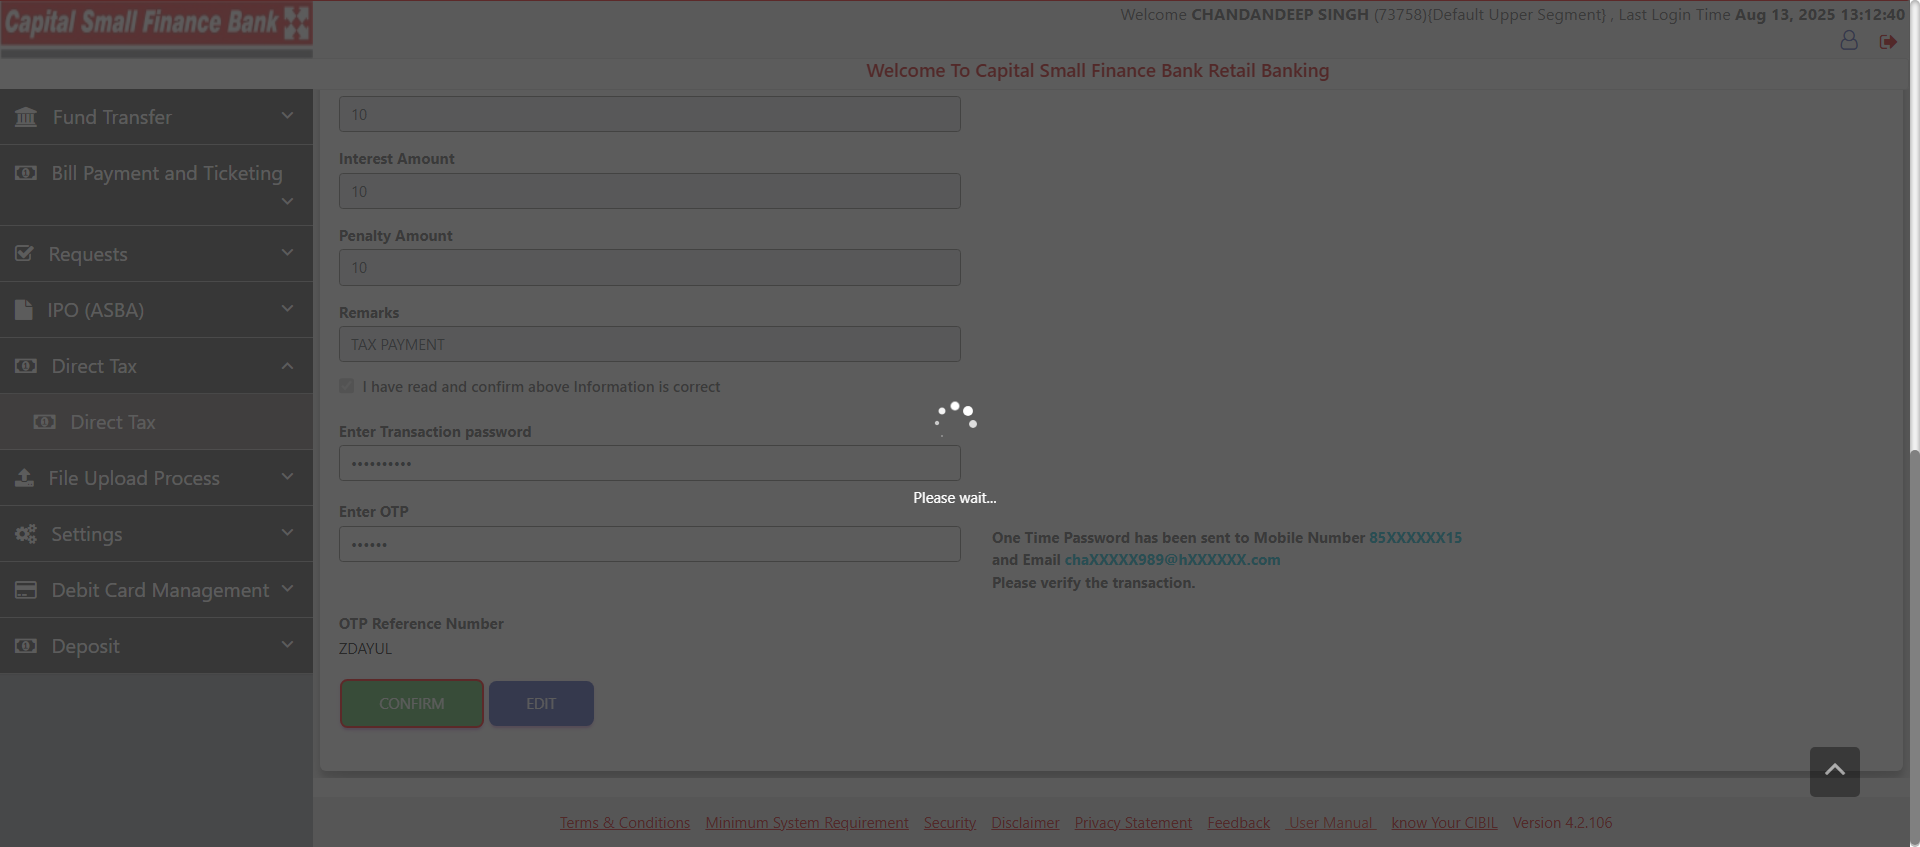 Capital Small Finance Bank
Welcome CHANDANDEEP SINGH (73758){Default Upper Segment} , Last Login Time Aug 13, 2025 13:12:40
Welcome To Capital Small Finance Bank Retail Banking
Fund Transfer
Bill Payment and Ticketing
Requests
IPO (ASBA)
Direct Tax
Direct Tax
File Upload Process
Settings
Debit Card Management
Deposit
10
Interest Amount
10
Penalty Amount
10
Remarks
TAX PAYMENT
I have read and confirm above Information is correct
Enter Transaction password
••••••••••
Please wait...
Enter OTP
••••••
One Time Password has been sent to Mobile Number 85XXXXXX15
and Email chaXXXXX989@hXXXXXX.com
Please verify the transaction.
OTP Reference Number
ZDAYUL
CONFIRM EDIT
Terms & Conditions Minimum System Requirement Security Disclaimer Privacy Statement Feedback User Manual know Your CIBIL Version 4.2.106